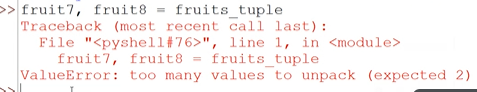 >> fruit7, fruit8 = fruits_tuple
Traceback (most recent call last):
File "<pyshell#76>", line 1, in <module>
fruit7, fruit8 = fruits_tuple
ValueError: too many values to unpack (expected 2)
>>